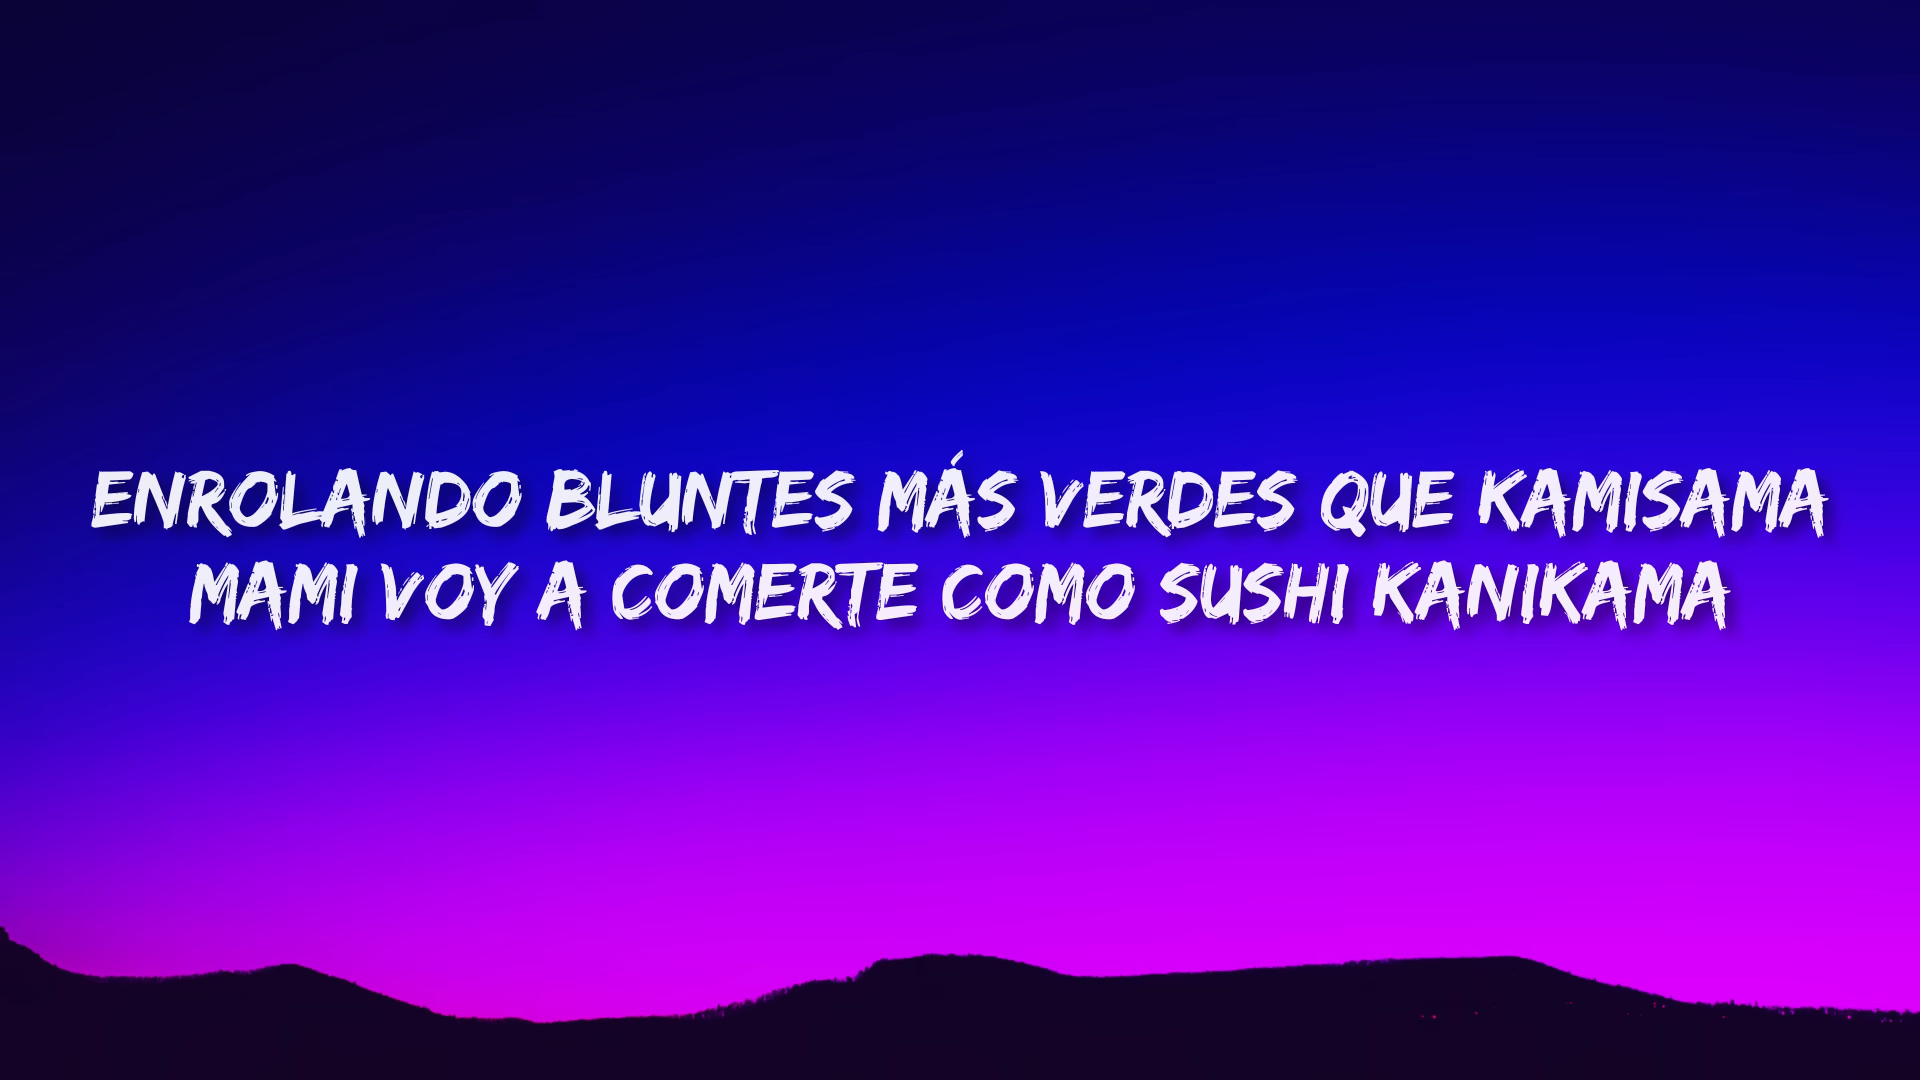 ENROLANDO BLUNTES MÁS VERDES QUE KAMISAMA
MAMI VOY A COMERTE COMO SUSHI KANIKAMA